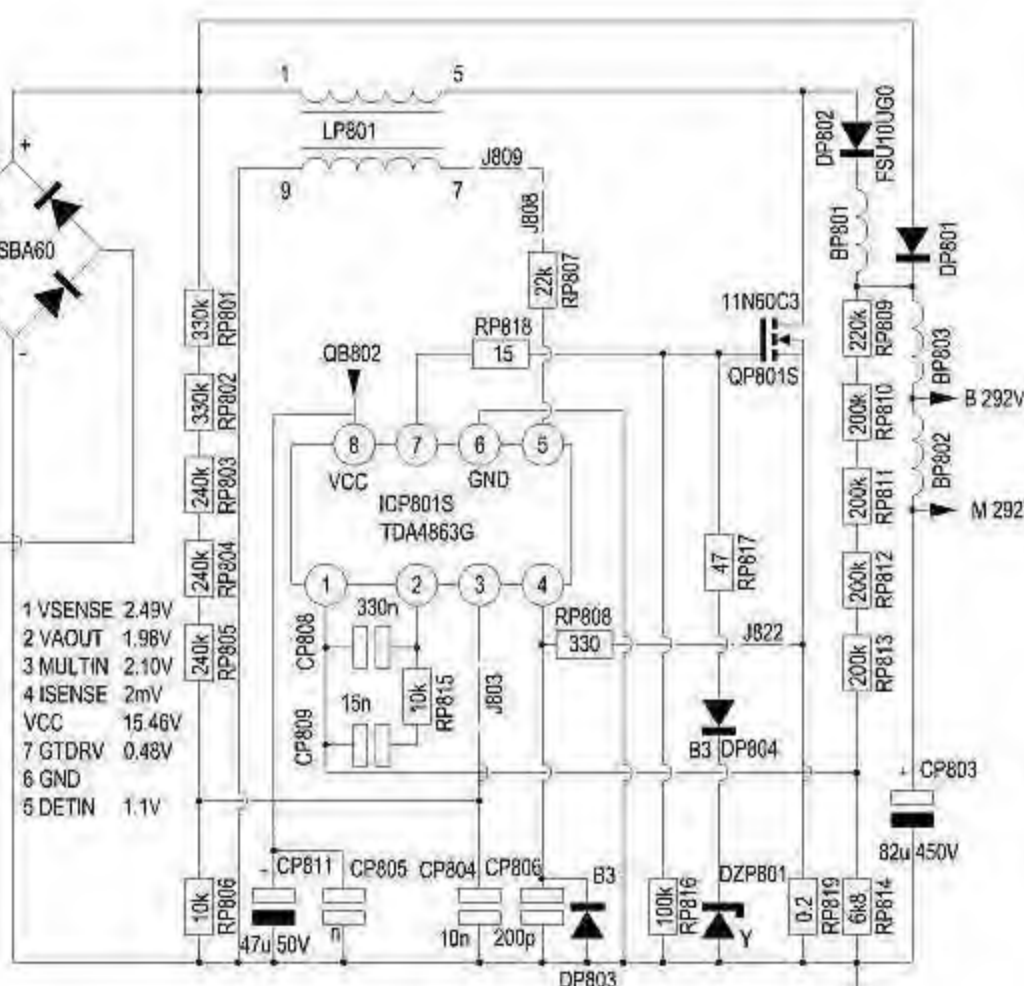 1
5
LP801
9
7
J809
J808
+
SBA60
-
DP802
FSU10UG0
BP801
DP801
22k
RP807
330k
RP801
330k
RP802
240k
RP803
240k
RP804
240k
RP805
QB802
RP818
15
11N60C3
QP801S
220k
RP809
200k
RP810
200k
RP811
200k
RP812
200k
RP813
BP803
B 292V
BP802
M 292
8
7
6
5
VCC
GND
ICP801S
TDA4863G
1
2
3
4
47
RP817
330n
CP808
RP808
330
J822
15n
CP809
10k
RP815
J803
B3
DP804
1 VSENSE 2.49V
2 VAOUT 1.98V
3 MULTIN 2.10V
4 ISENSE 2mV
VCC 15.46V
7 GTDRV 0.48V
6 GND
5 DETIN 1.1V
+
CP803
82u 450V
CP811
CP805
CP804
CP806
B3
DZP801
10k
RP806
47u 50V
n
10n
200p
DP803
100k
RP816
Y
0.2
RP819
6k8
RP814